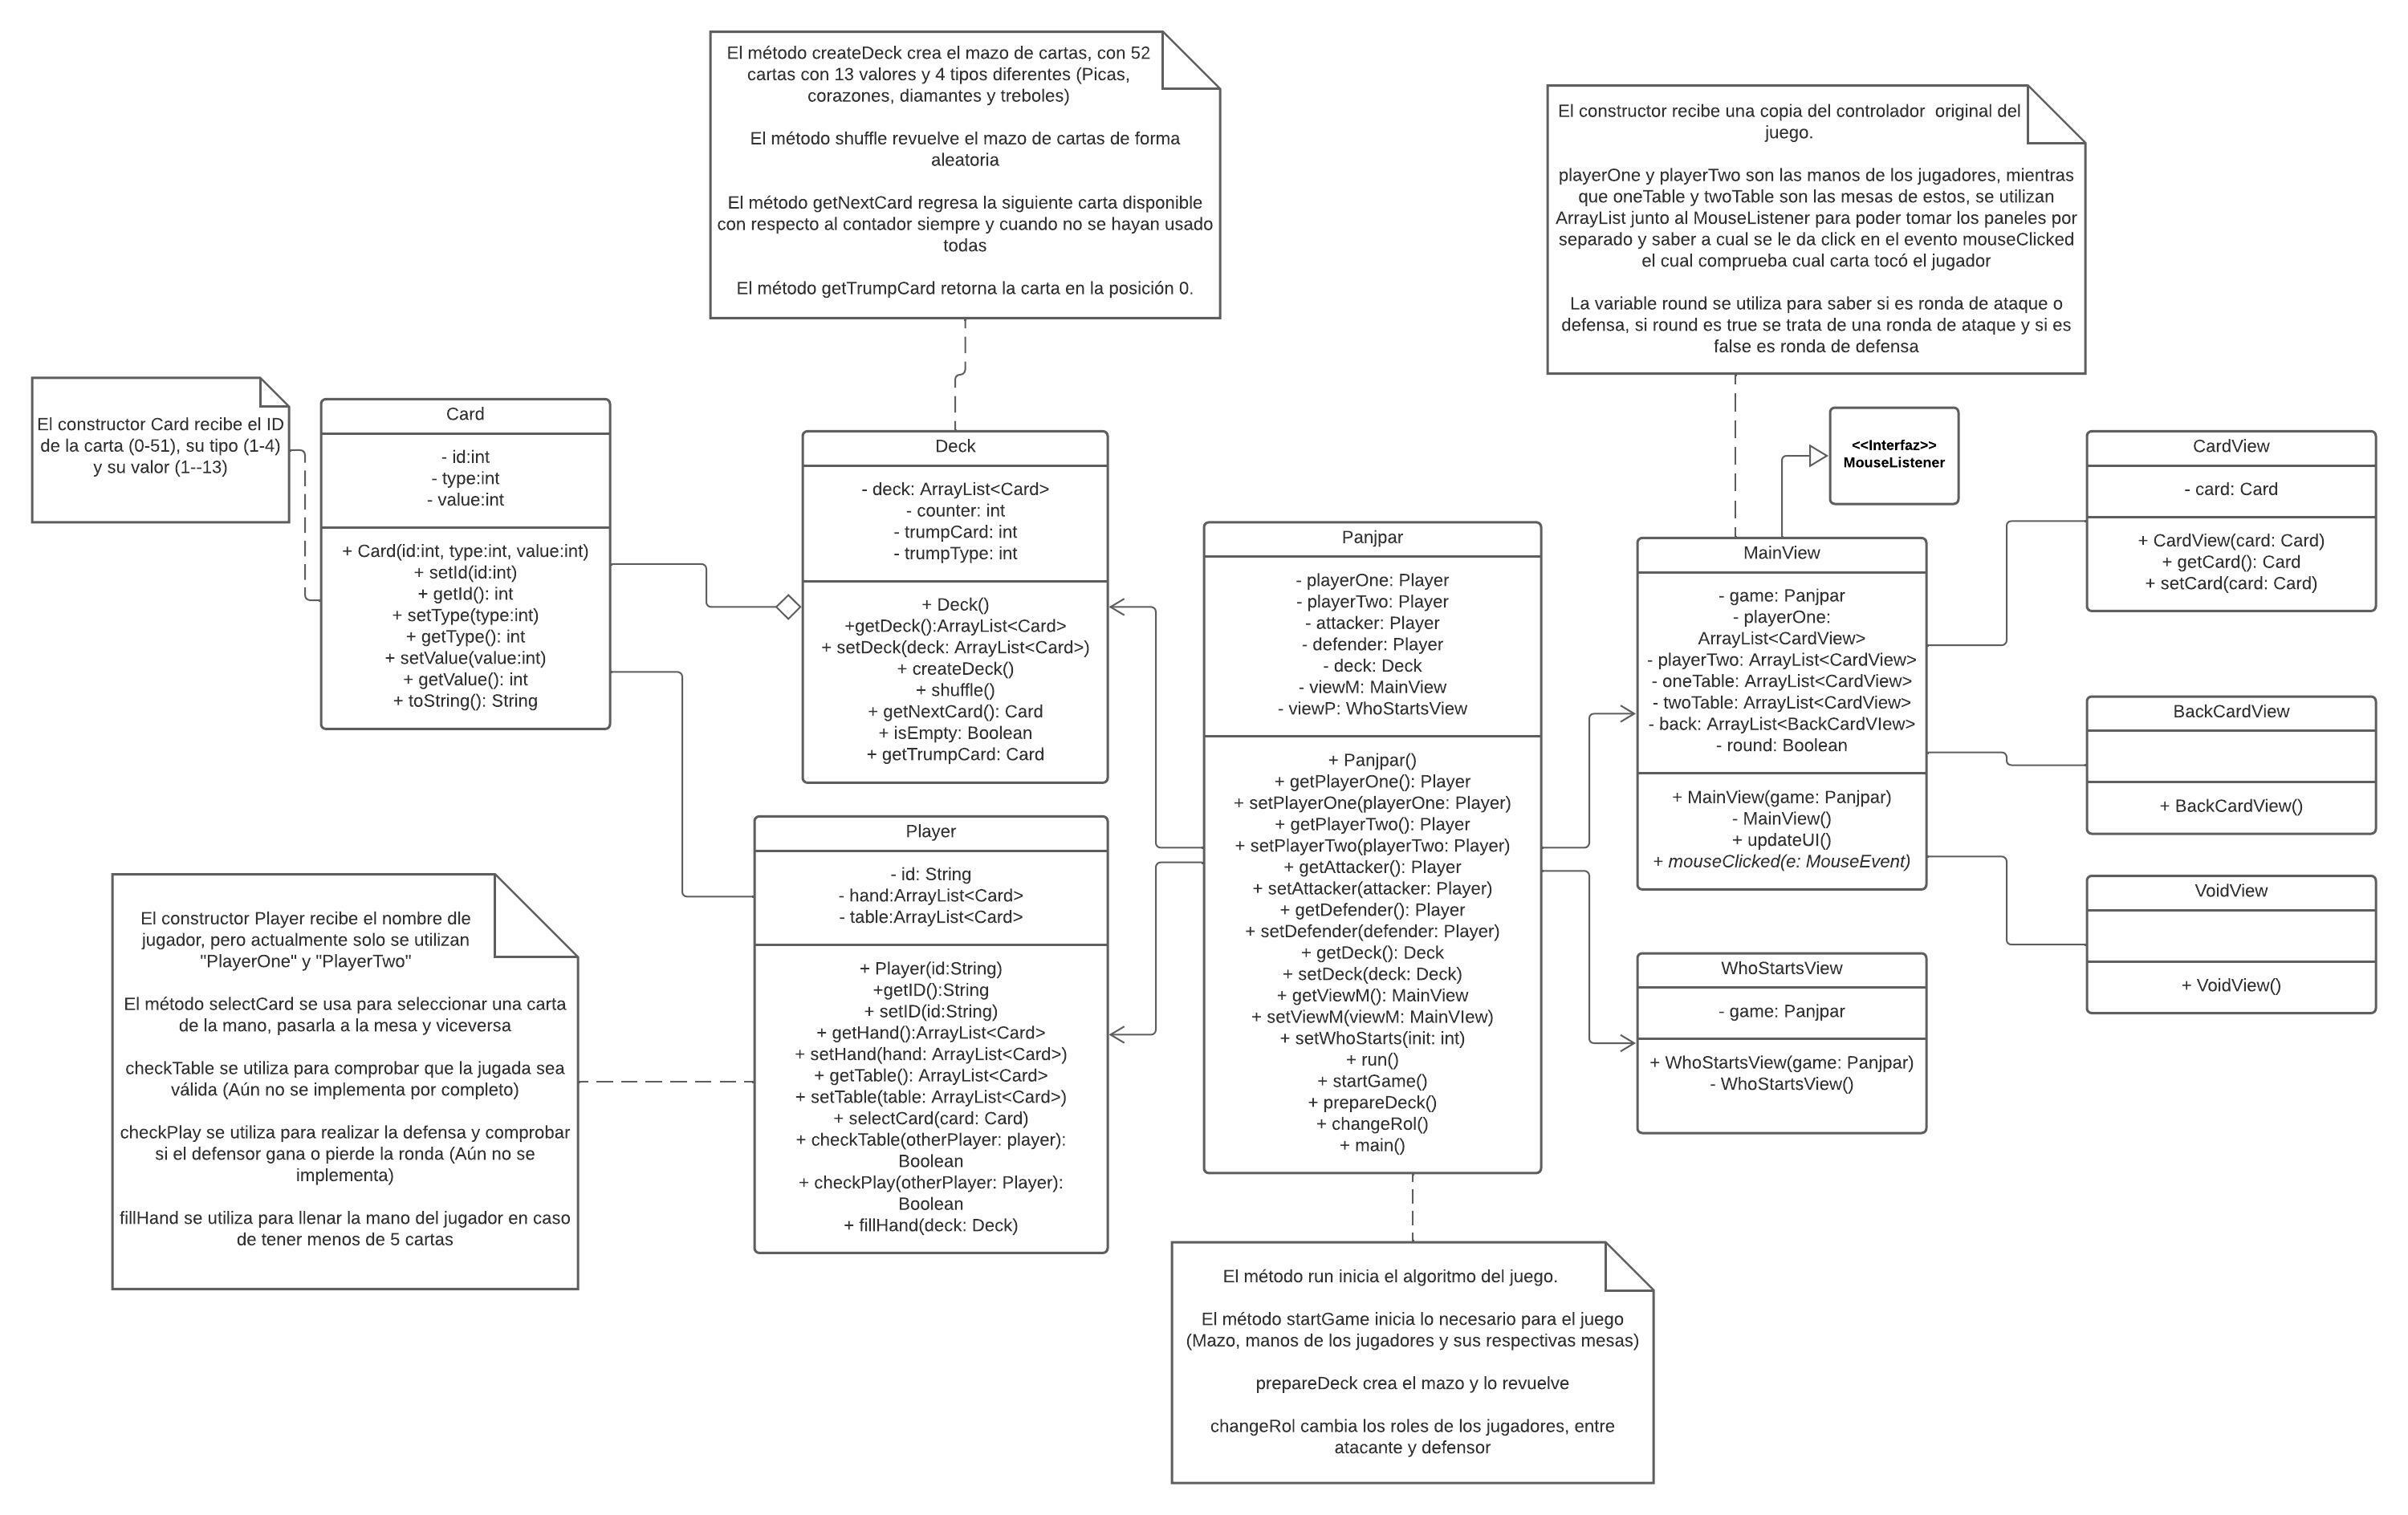 El método createDeck crea el mazo de cartas, con 52
cartas con 13 valores y 4 tipos diferentes (Picas,
corazones, diamantes y treboles)
El método shuffle revuelve el mazo de cartas de forma
aleatoria
El método getNextCard regresa la siguiente carta disponible
con respecto al contador siempre y cuando no se hayan usado
todas
El método getTrumpCard retorna la carta en la posición 0.
El constructor recibe una copia del controlador  original del
juego.
playerOne y playerTwo son las manos de los jugadores, mientras
que oneTable y twoTable son las mesas de estos, se utilizan
ArrayList junto al MouseListener para poder tomar los paneles por
separado y saber a cual se le da click en el evento mouseClicked
el cual comprueba cual carta tocó el jugador
La variable round se utiliza para saber si es ronda de ataque o
defensa, si round es true se trata de una ronda de ataque y si es
false es ronda de defensa
El constructor Card recibe el ID
de la carta (0-51), su tipo (1-4)
y su valor (1--13)
Card
- id:int
- type:int
- value:int
+ Card(id:int, type:int, value:int)
+ setId(id:int)
+ getId(): int
+ setType(type:int)
+ getType(): int
+ setValue(value:int)
+ getValue(): int
+ toString(): String
Deck
- deck: ArrayList<Card>
- counter: int
- trumpCard: int
- trumpType: int
+ Deck()
+getDeck():ArrayList<Card>
+ setDeck(deck: ArrayList<Card>)
+ createDeck()
+ shuffle()
+ getNextCard(): Card
+ isEmpty: Boolean
+ getTrumpCard: Card
<<Interfaz>>
MouseListener
CardView
- card: Card
+ CardView(card: Card)
+ getCard(): Card
+ setCard(card: Card)
Panjpar
- playerOne: Player
- playerTwo: Player
- attacker: Player
- defender: Player
- deck: Deck
- viewM: MainView
- viewP: WhoStartsView
+ Panjpar()
+ getPlayerOne(): Player
+ setPlayerOne(playerOne: Player)
+ getPlayerTwo(): Player
+ setPlayerTwo(playerTwo: Player)
+ getAttacker(): Player
+ setAttacker(attacker: Player)
+ getDefender(): Player
+ setDefender(defender: Player)
+ getDeck(): Deck
+ setDeck(deck: Deck)
+ getViewM(): MainView
+ setViewM(viewM: MainVIew)
+ setWhoStarts(init: int)
+ run()
+ startGame()
+ prepareDeck()
+ changeRol()
+ main()
MainView
- game: Panjpar
- playerOne:
ArrayList<CardView>
- playerTwo: ArrayList<CardView>
- oneTable: ArrayList<CardView>
- twoTable: ArrayList<CardView>
- back: ArrayList<BackCardVIew>
- round: Boolean
+ MainView(game: Panjpar)
- MainView()
+ updateUI()
+ mouseClicked(e: MouseEvent)
BackCardView
+ BackCardView()
VoidView
+ VoidView()
WhoStartsView
- game: Panjpar
+ WhoStartsView(game: Panjpar)
- WhoStartsView()
Player
- id: String
- hand:ArrayList<Card>
- table:ArrayList<Card>
+ Player(id:String)
+getID():String
+ setID(id:String)
+ getHand():ArrayList<Card>
+ setHand(hand: ArrayList<Card>)
+ getTable(): ArrayList<Card>
+ setTable(table: ArrayList<Card>)
+ selectCard(card: Card)
+ checkTable(otherPlayer: player):
Boolean
+ checkPlay(otherPlayer: Player):
Boolean
+ fillHand(deck: Deck)
El constructor Player recibe el nombre dle
jugador, pero actualmente solo se utilizan
"PlayerOne" y "PlayerTwo"
El método selectCard se usa para seleccionar una carta
de la mano, pasarla a la mesa y viceversa
checkTable se utiliza para comprobar que la jugada sea
válida (Aún no se implementa por completo)
checkPlay se utiliza para realizar la defensa y comprobar
si el defensor gana o pierde la ronda (Aún no se
implementa)
fillHand se utiliza para llenar la mano del jugador en caso
de tener menos de 5 cartas
El método run inicia el algoritmo del juego.
El método startGame inicia lo necesario para el juego
(Mazo, manos de los jugadores y sus respectivas mesas)
prepareDeck crea el mazo y lo revuelve
changeRol cambia los roles de los jugadores, entre
atacante y defensor